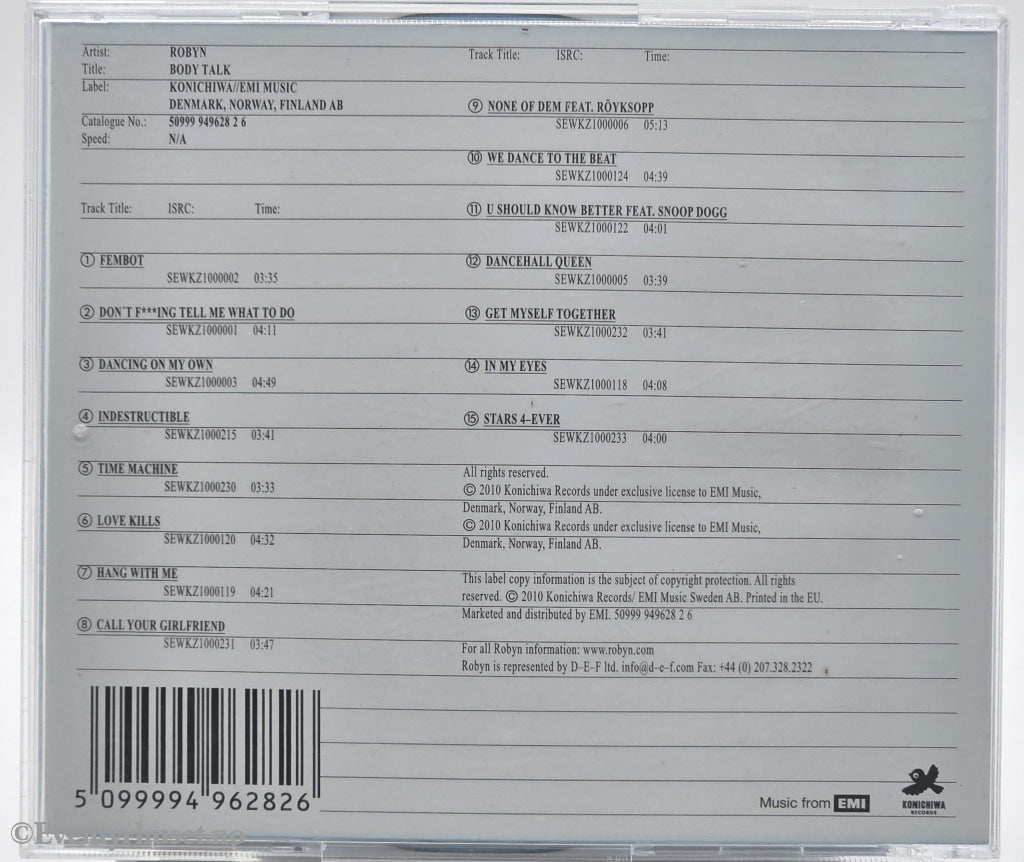 Artist: ROBYN
Title: BODY TALK
Label: KONICHIWA//EMI MUSIC
DENMARK, NORWAY, FINLAND AB
Catalogue No.: 50999 949628 2 6
Speed: N/A
Track Title: ISRC: Time:
① FEMBOT
SEWKZ1000002 03:35
② DON'T F***ING TELL ME WHAT TO DO
SEWKZ1000001 04:11
③ DANCING ON MY OWN
SEWKZ1000003 04:49
④ INDESTRUCTIBLE
SEWKZ1000215 03:41
⑤ TIME MACHINE
SEWKZ1000230 03:33
⑥ LOVE KILLS
SEWKZ1000120 04:32
⑦ HANG WITH ME
SEWKZ1000119 04:21
⑧ CALL YOUR GIRLFRIEND
SEWKZ1000231 03:47
Track Title: ISRC: Time:
⑨ NONE OF DEM FEAT. RÖYKSOPP
SEWKZ1000006 05:13
⑩ WE DANCE TO THE BEAT
SEWKZ1000124 04:39
⑪ U SHOULD KNOW BETTER FEAT. SNOOP DOGG
SEWKZ1000122 04:01
⑫ DANCEHALL QUEEN
SEWKZ1000005 03:39
⑬ GET MYSELF TOGETHER
SEWKZ1000232 03:41
⑭ IN MY EYES
SEWKZ1000118 04:08
⑮ STARS 4–EVER
SEWKZ1000233 04:00
All rights reserved.
© 2010 Konichiwa Records under exclusive license to EMI Music,
Denmark, Norway, Finland AB.
© 2010 Konichiwa Records under exclusive license to EMI Music,
Denmark, Norway, Finland AB.
This label copy information is the subject of copyright protection. All rights
reserved. © 2010 Konichiwa Records/ EMI Music Sweden AB. Printed in the EU.
Marketed and distributed by EMI. 50999 949628 2 6
For all Robyn information: www.robyn.com
Robyn is represented by D–E–F ltd. info@d–e–f.com Fax: +44 (0) 207.328.2322
5 099994 962826
Music from EMI
KONICHIWA
RECORDS